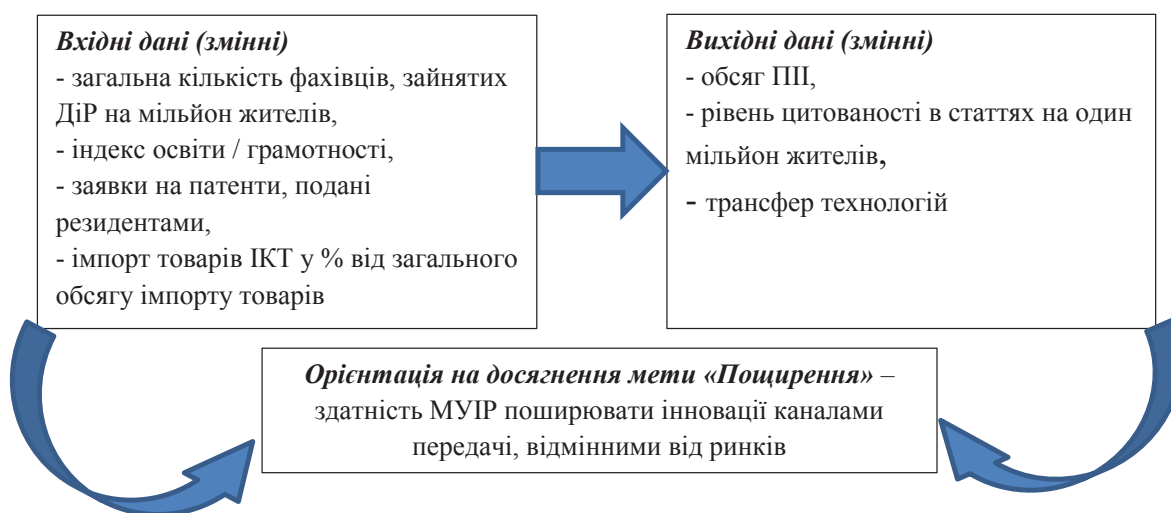 Вхідні дані (змінні)
- загальна кількість фахівців, зайнятих
ДіР на мільйон жителів,
- індекс освіти / грамотності,
- заявки на патенти, подані
резидентами,
- імпорт товарів ІКТ у % від загального
обсягу імпорту товарів
Вихідні дані (змінні)
- обсяг ПІІ,
- рівень цитованості в статтях на один
мільйон жителів,
- трансфер технологій
Орієнтація на досягнення мети «Пощирення» –
здатність МУІР поширювати інновації каналами
передачі, відмінними від ринків